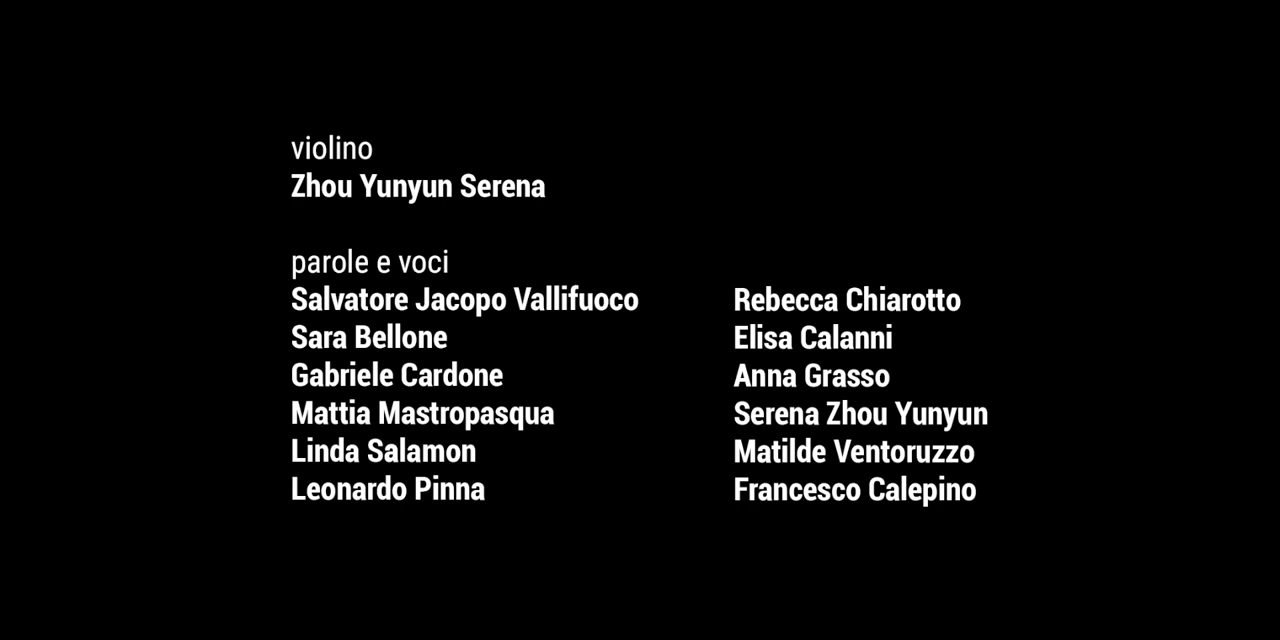 violino
Zhou Yunyun Serena
parole e voci
Salvatore Jacopo Vallifuoco
Sara Bellone
Gabriele Cardone
Mattia Mastropasqua
Linda Salamon
Leonardo Pinna
Rebecca Chiarotto
Elisa Calanni
Anna Grasso
Serena Zhou Yunyun
Matilde Ventoruzzo
Francesco Calepino